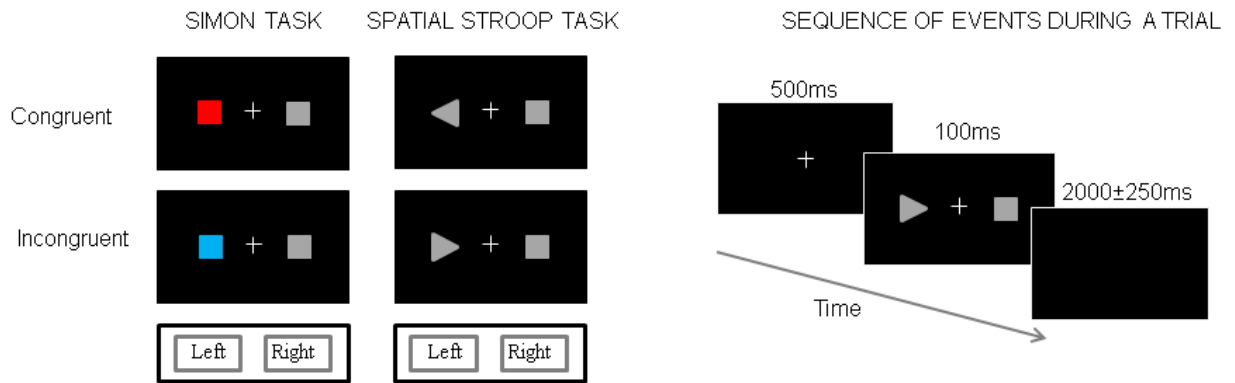 SIMON TASK
SPATIAL STROOP TASK
SEQUENCE OF EVENTS DURING A TRIAL
Congruent
Incongruent
Left
Right
Left
Right
500ms
100ms
2000±250ms
Time